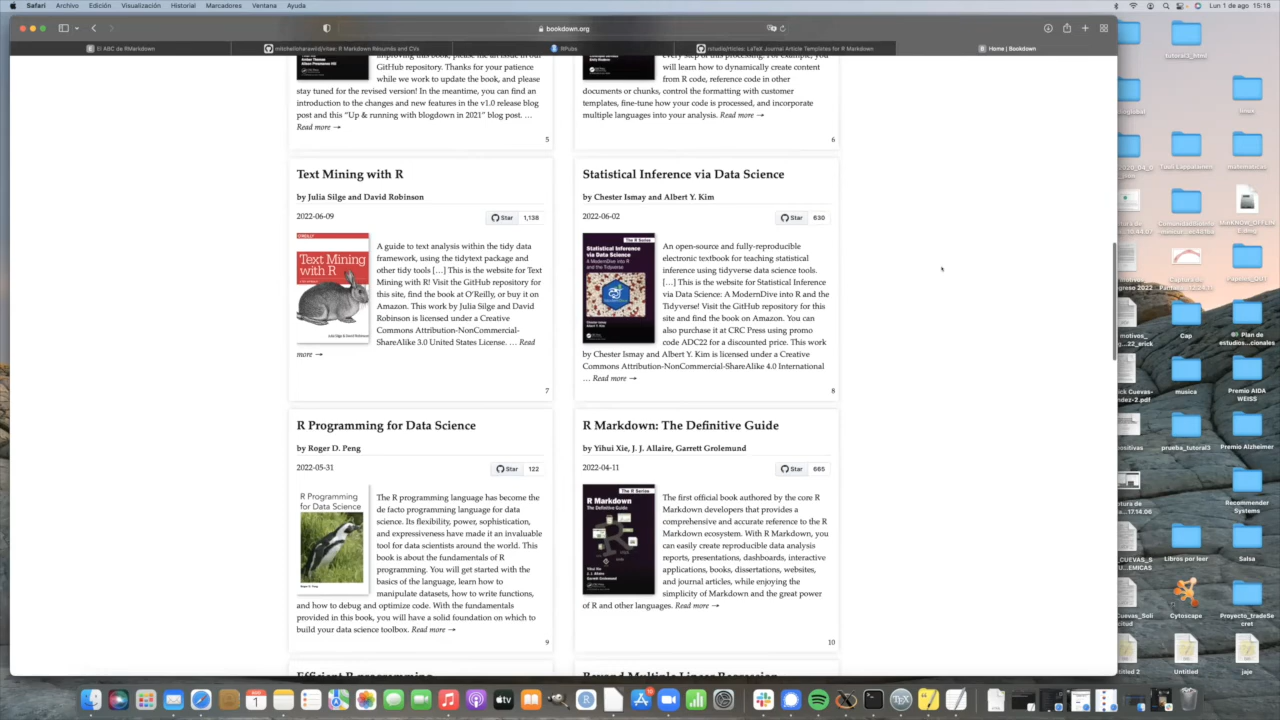 Safari Archivo Edición Visualización Historial Marcadores Ventana Ayuda
Lun 1 de ago 15:18
bookdown.org
El ABC de RMarkdown
mitchelloharawild/vitae: R Markdown Résumés and CVs
RPubs
rstudio/rticles: LaTeX Journal Article Templates for R Markdown
Home | Bookdown
GitHub repository. Thanks for your patience
while we work to update the book, and please
stay tuned for the revised version! In the meantime, you can find an
introduction to the changes and new features in the v1.0 release blog
post and this “Up & running with blogdown in 2021” blog post. …
Read more →
5
will learn how to dynamically create content
from R code, reference code in other
documents or chunks, control the formatting with customer
templates, fine-tune how your code is processed, and incorporate
multiple languages into your analysis. Read more →
6
Text Mining with R
by Julia Silge and David Robinson
2022-06-09
Star 1,138
Text Mining
with R
A guide to text analysis within the tidy data
framework, using the tidytext package and
other tidy tools […] This is the website for Text
Mining with R! Visit the GitHub repository for
this site, find the book at O’Reilly, or buy it on
Amazon. This work by Julia Silge and David
Robinson is licensed under a Creative
Commons Attribution-NonCommercial-
ShareAlike 3.0 United States License. … Read
more →
7
Statistical Inference via Data Science
by Chester Ismay and Albert Y. Kim
2022-06-02
Star 630
The R Series
Statistical Inference
via Data Science
An open-source and fully-reproducible
electronic textbook for teaching statistical
inference using tidyverse data science tools.
[…] This is the website for Statistical Inference
via Data Science: A ModernDive into R and the
Tidyverse! Visit the GitHub repository for this
site and find the book on Amazon. You can
also purchase it at CRC Press using promo
code ADC22 for a discounted price. This work
by Chester Ismay and Albert Y. Kim is licensed under a Creative
Commons Attribution-NonCommercial-ShareAlike 4.0 International
… Read more →
8
R Programming for Data Science
by Roger D. Peng
2022-05-31
Star 122
R Programming
for Data Science
The R programming language has become the
de facto programming language for data
science. Its flexibility, power, sophistication,
and expressiveness have made it an invaluable
tool for data scientists around the world. This
book is about the fundamentals of R
programming. You will get started with the
basics of the language, learn how to
manipulate datasets, how to write functions,
and how to debug and optimize code. With the fundamentals
provided in this book, you will have a solid foundation on which to
build your data science toolbox. Read more →
9
R Markdown: The Definitive Guide
by Yihui Xie, J. J. Allaire, Garrett Grolemund
2022-04-11
Star 665
The R Series
R Markdown
The Definitive Guide
The first official book authored by the core R
Markdown developers that provides a
comprehensive and accurate reference to the R
Markdown ecosystem. With R Markdown, you
can easily create reproducible data analysis
reports, presentations, dashboards, interactive
applications, books, dissertations, websites,
and journal articles, while enjoying the
simplicity of Markdown and the great power
of R and other languages. Read more →
10
Efficient R programming
Beyond Multiple Linear Regression
tutorial3_html
linux
matematicas
Cap
Plan de
estudios...cionales
musica
Premio AIDA
WEISS
prueba_tutorial3
Premio Alzheimer
Recommender
Systems
Libros por leer
Salsa
Cytoscape
Proyecto_tradeSe
cret
Untitled 2
Untitled
jaje